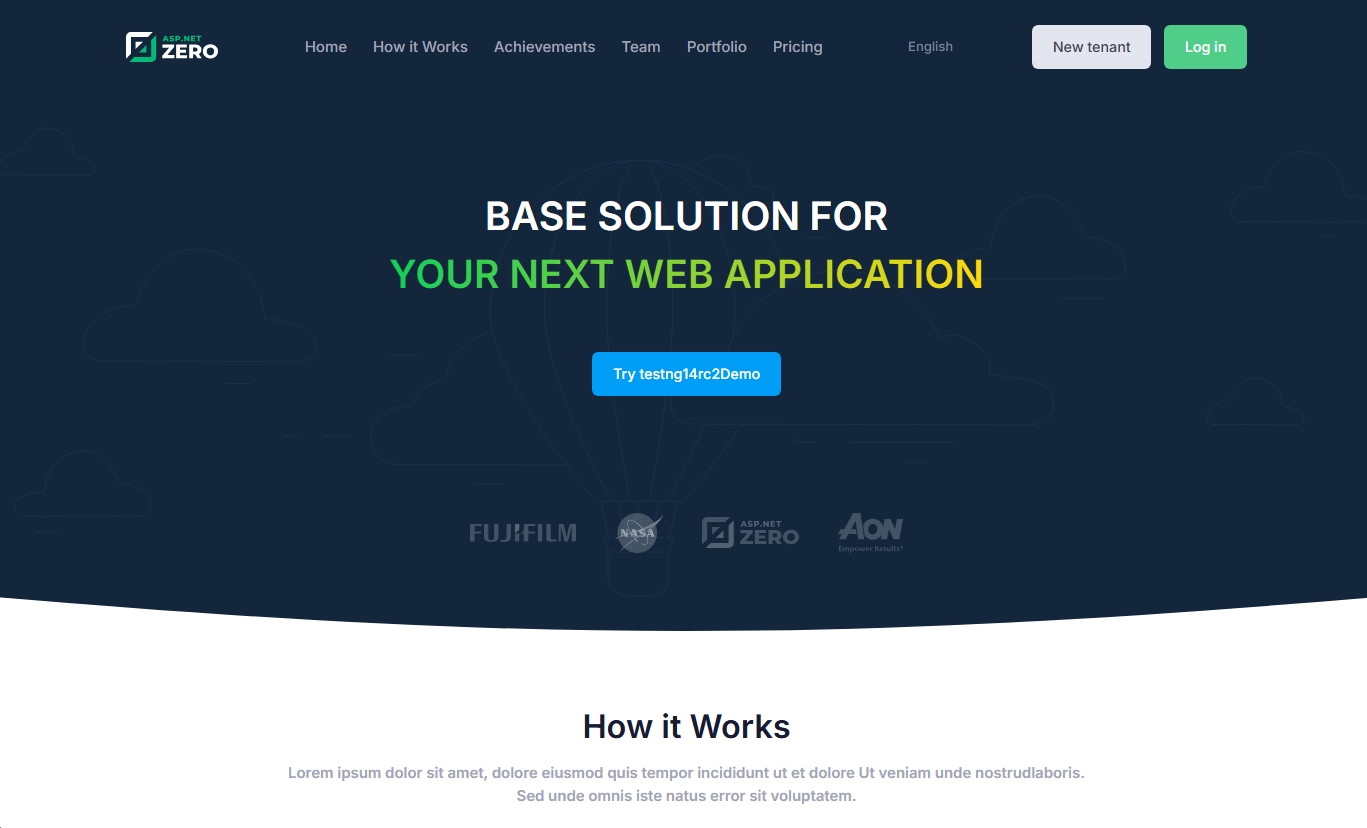 ASP.NET
ZERO
Home
How it Works
Achievements
Team
Portfolio
Pricing
English
New tenant
Log in
BASE SOLUTION FOR
YOUR NEXT WEB APPLICATION
Try testng14rc2Demo
FUJIFILM
NASA
ASP.NET
ZERO
AON
Empower Results®
How it Works
Lorem ipsum dolor sit amet, dolore eiusmod quis tempor incididunt ut et dolore Ut veniam unde nostrudlaboris.
Sed unde omnis iste natus error sit voluptatem.